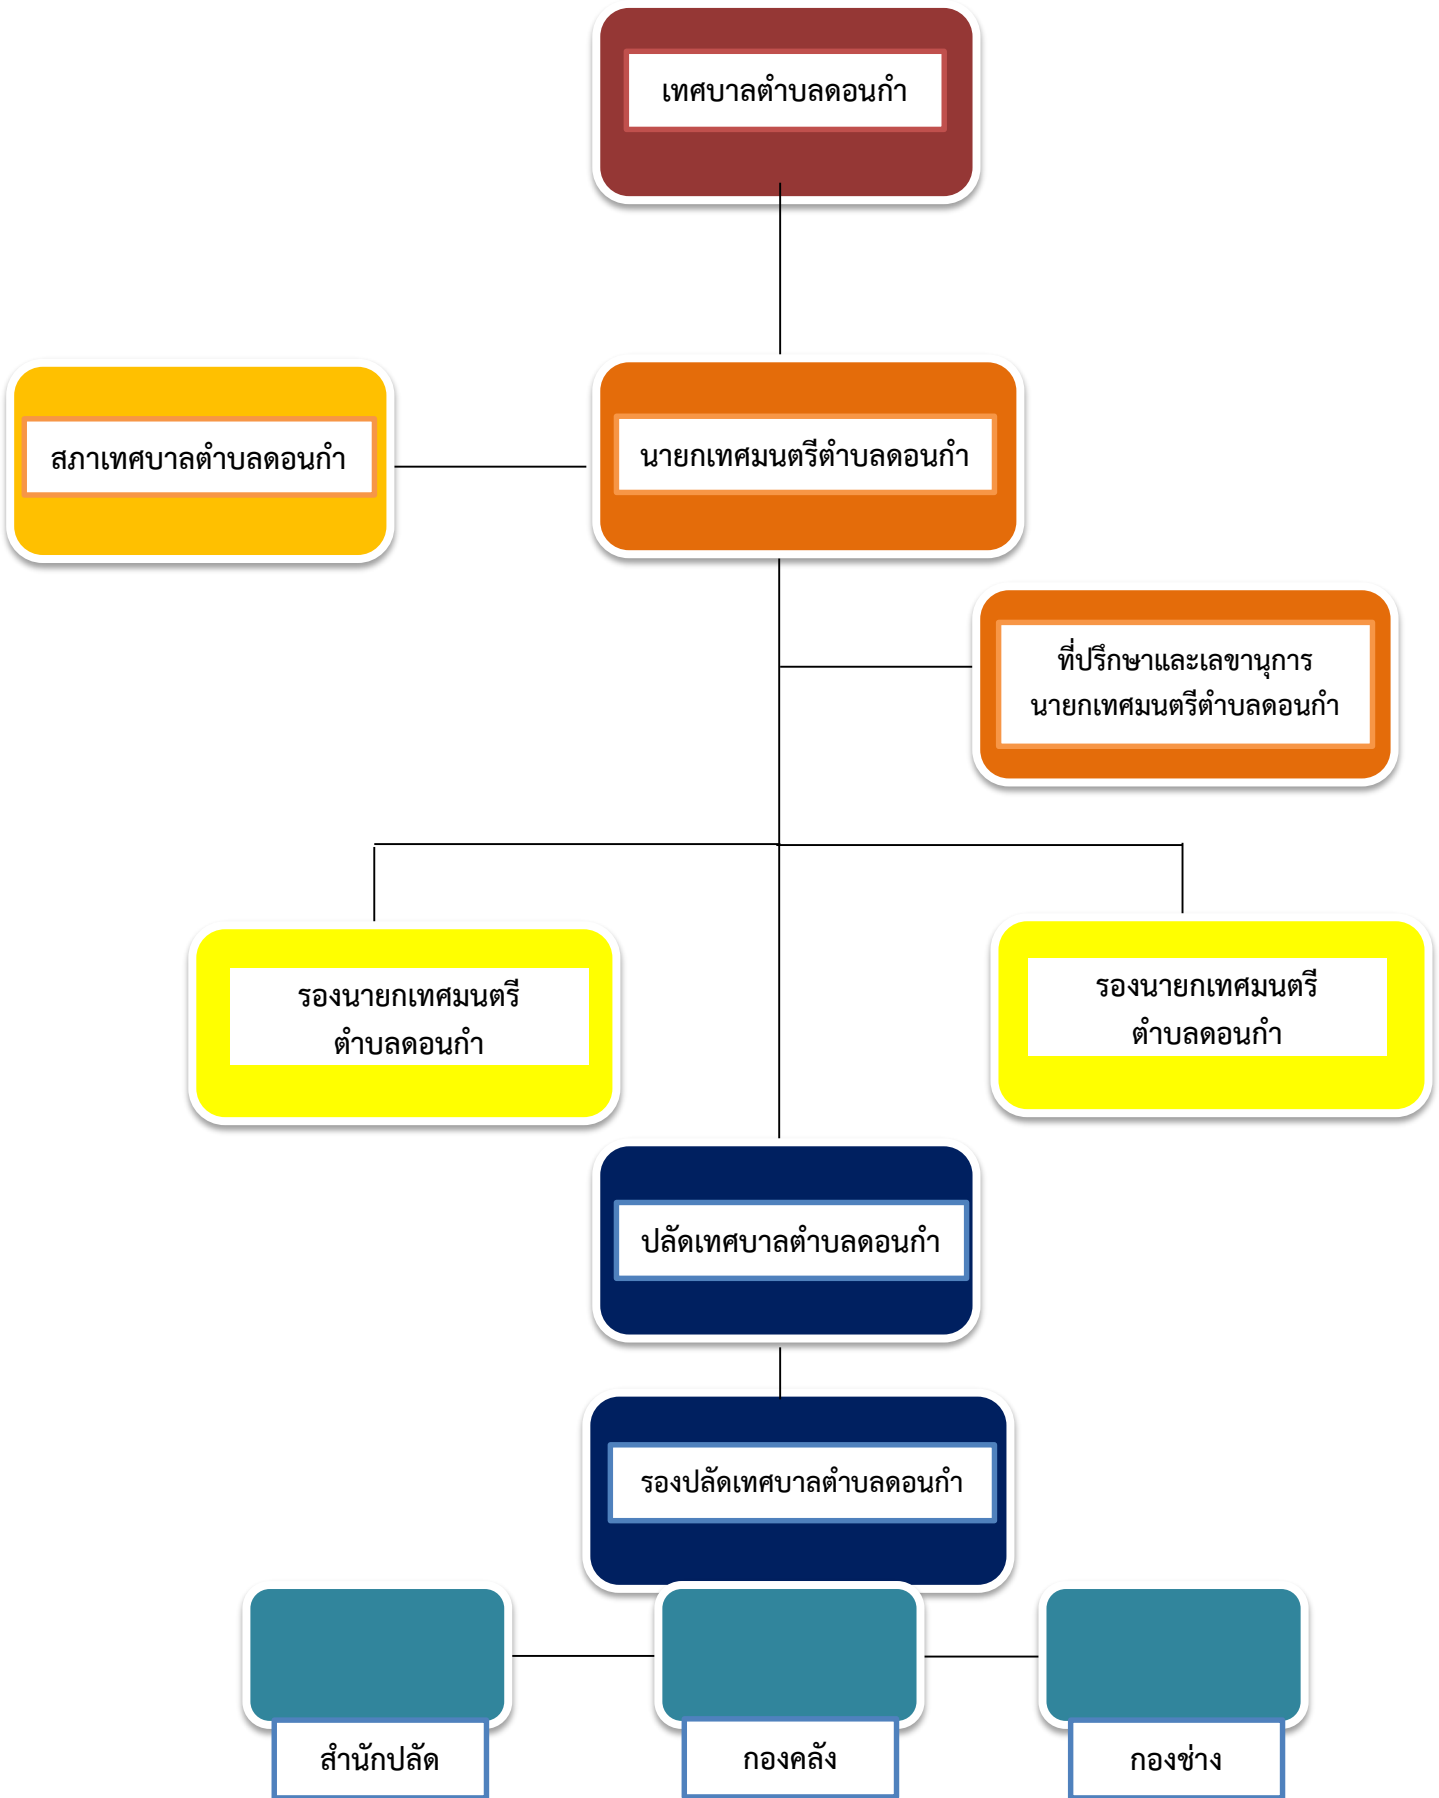 เทศบาลตำบลดอนกำ
สภาเทศบาลตำบลดอนกำ
นายกเทศมนตรีตำบลดอนกำ
ที่ปรึกษาและเลขานุการ
นายกเทศมนตรีตำบลดอนกำ
รองนายกเทศมนตรี
ตำบลดอนกำ
รองนายกเทศมนตรี
ตำบลดอนกำ
ปลัดเทศบาลตำบลดอนกำ
รองปลัดเทศบาลตำบลดอนกำ
สำนักปลัด
กองคลัง
กองช่าง